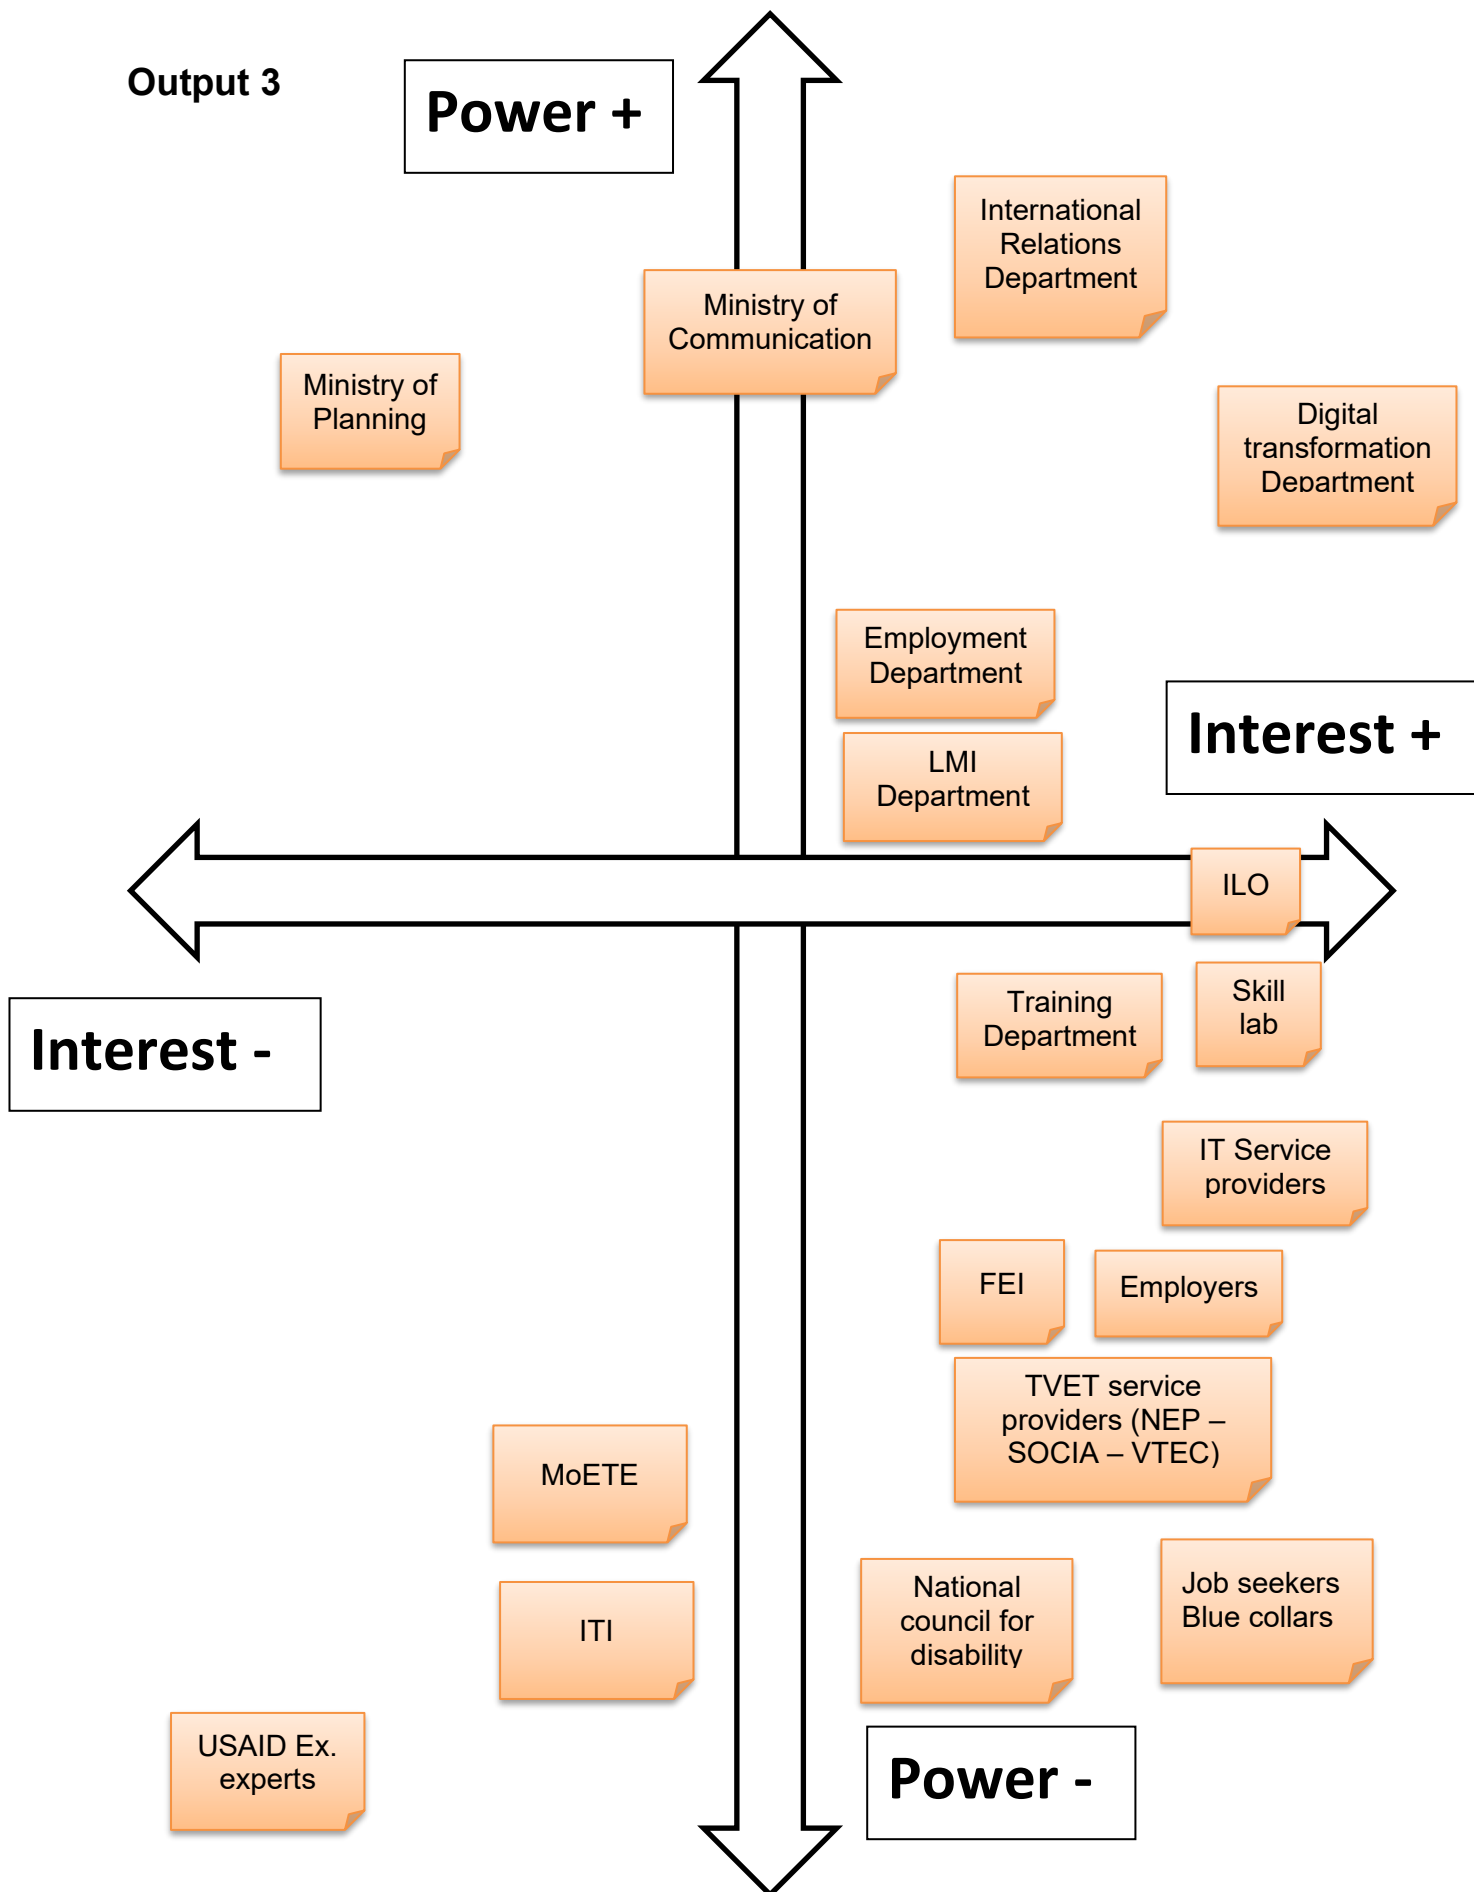 Output 3
Power +
International
Relations
Department
Ministry of
Communication
Ministry of
Planning
Digital
transformation
Department
Employment
Department
Interest +
LMI
Department
ILO
Training
Department
Skill
lab
Interest -
IT Service
providers
FEI
Employers
TVET service
providers (NEP –
SOCIA – VTEC)
MoETE
National
council for
disability
Job seekers
Blue collars
ITI
USAID Ex.
experts
Power -